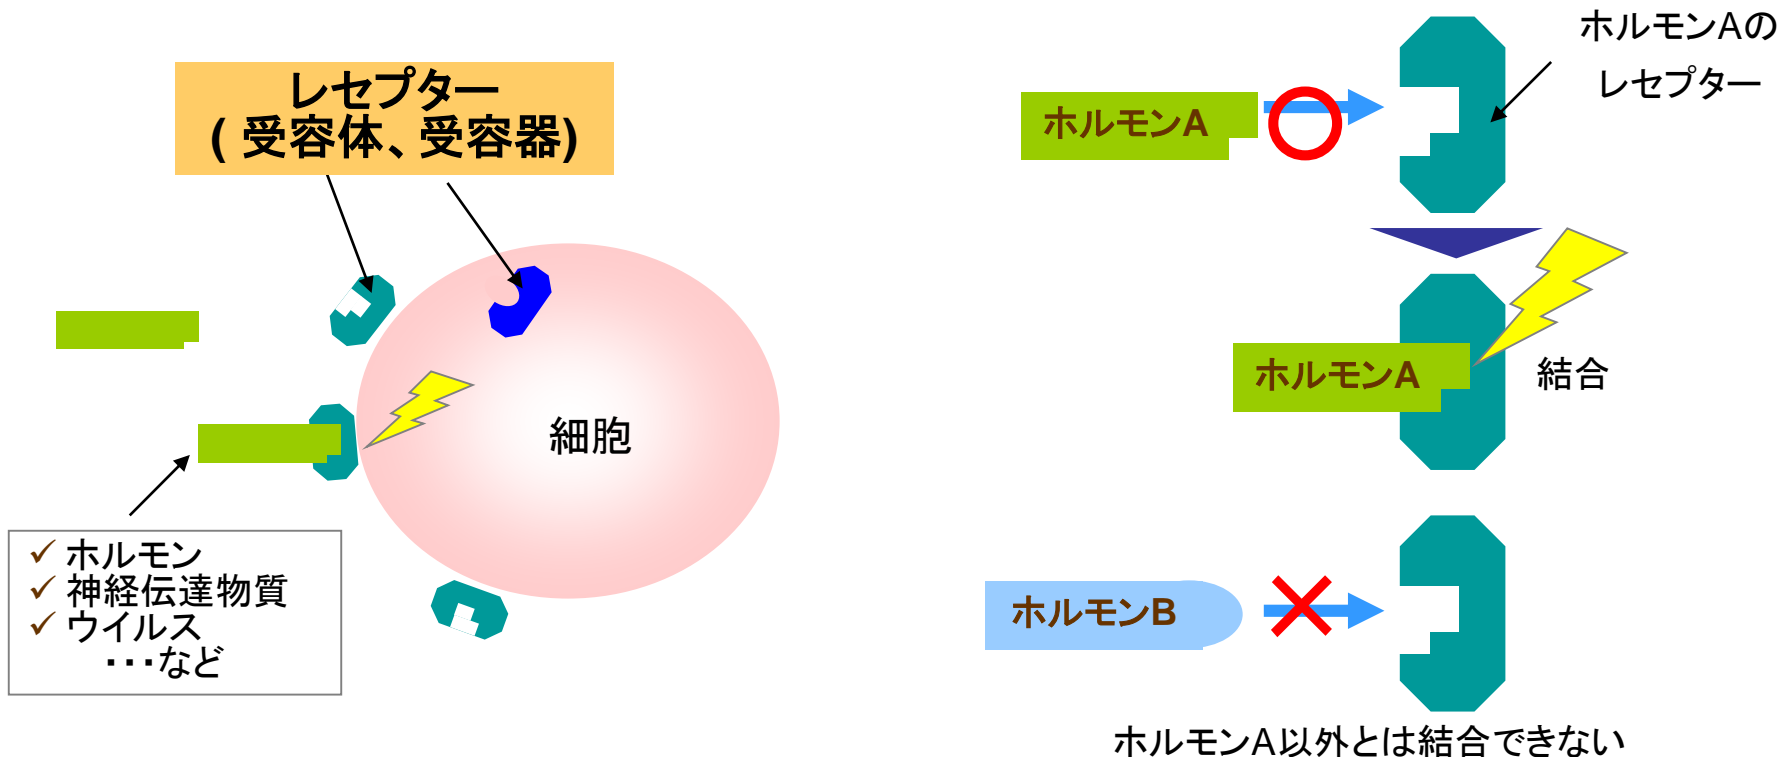 レセプター
( 受容体、受容器)
細胞
✓ ホルモン
✓ 神経伝達物質
✓ ウイルス
・・・など
ホルモンAの
レセプター
ホルモンA
ホルモンA
結合
ホルモンB
ホルモンA以外とは結合できない